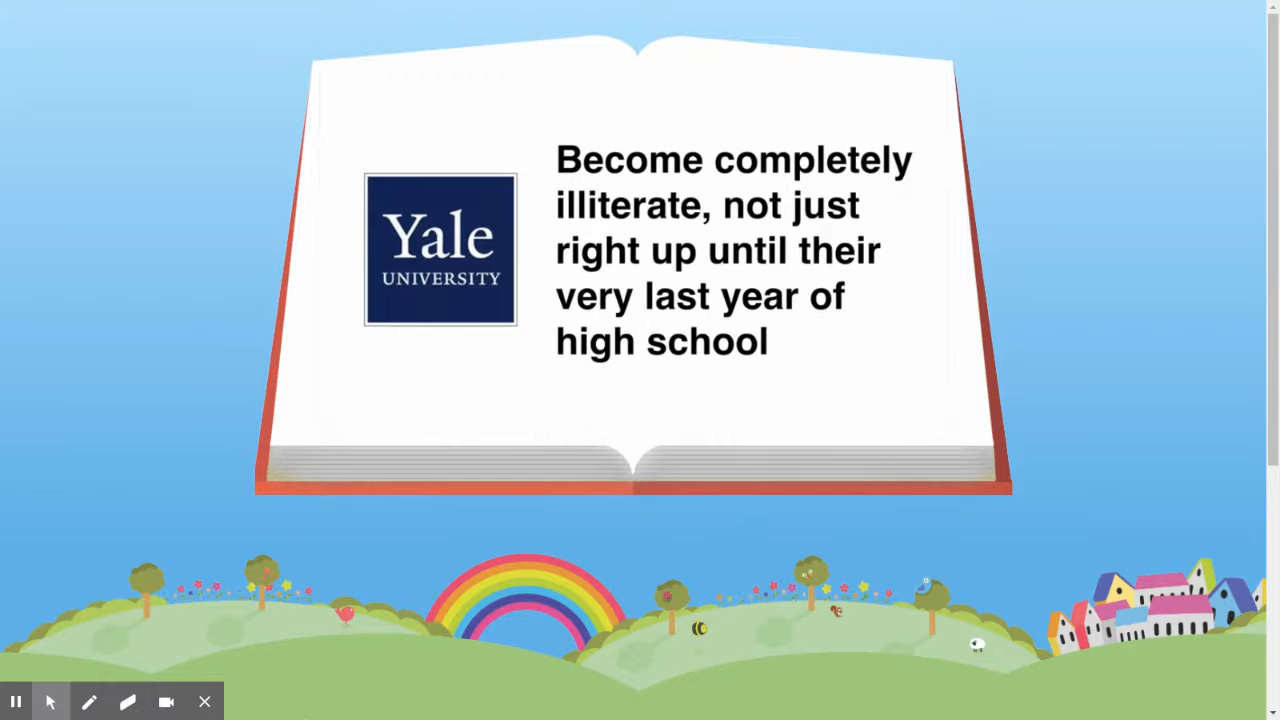 Yale
UNIVERSITY
Become completely
illiterate, not just
right up until their
very last year of
high school